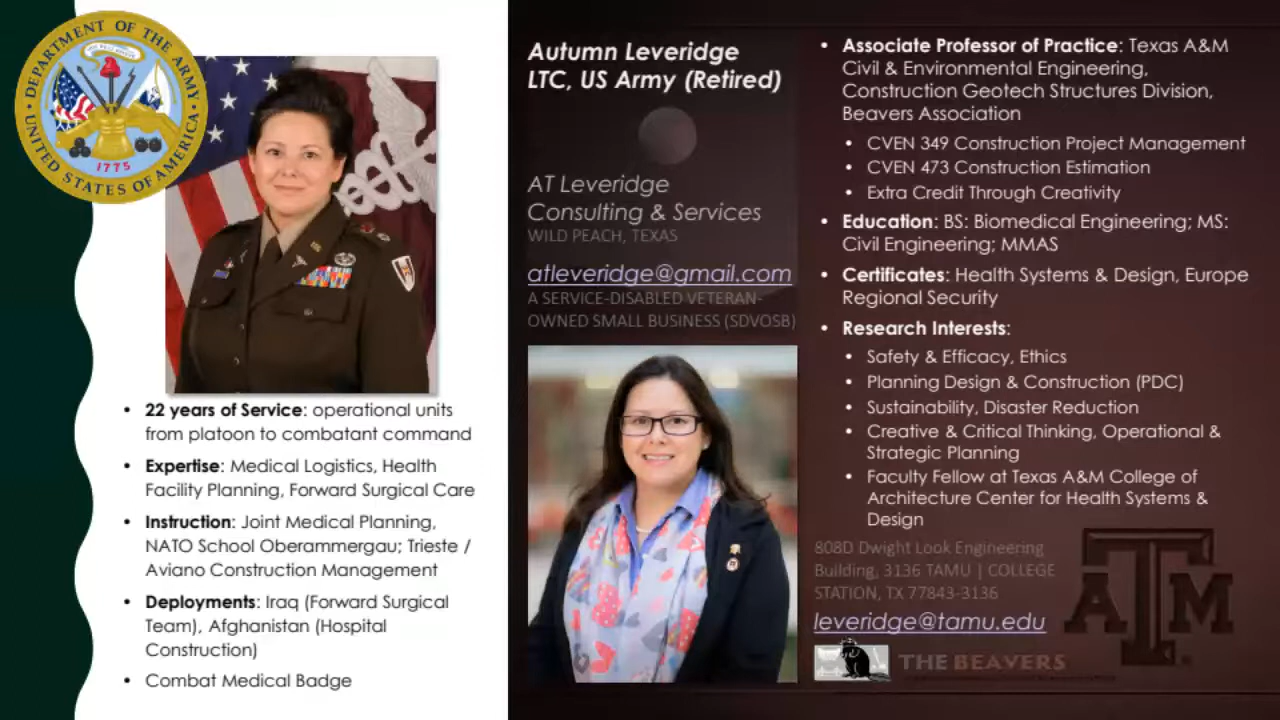 DEPARTMENT OF THE ARMY
UNITED STATES OF AMERICA
1775
• 22 years of Service: operational units
from platoon to combatant command
• Expertise: Medical Logistics, Health
Facility Planning, Forward Surgical Care
• Instruction: Joint Medical Planning,
NATO School Oberammergau; Trieste /
Aviano Construction Management
• Deployments: Iraq (Forward Surgical
Team), Afghanistan (Hospital
Construction)
• Combat Medical Badge
Autumn Leveridge
LTC, US Army (Retired)
AT Leveridge
Consulting & Services
WILD PEACH, TEXAS
atleveridge@gmail.com
A SERVICE-DISABLED VETERAN-
OWNED SMALL BUSINESS (SDVOSB)
• Associate Professor of Practice: Texas A&M
Civil & Environmental Engineering,
Construction Geotech Structures Division,
Beavers Association
• CVEN 349 Construction Project Management
• CVEN 473 Construction Estimation
• Extra Credit Through Creativity
• Education: BS: Biomedical Engineering; MS:
Civil Engineering; MMAS
• Certificates: Health Systems & Design, Europe
Regional Security
• Research Interests:
• Safety & Efficacy, Ethics
• Planning Design & Construction (PDC)
• Sustainability, Disaster Reduction
• Creative & Critical Thinking, Operational &
Strategic Planning
• Faculty Fellow at Texas A&M College of
Architecture Center for Health Systems &
Design
808D Dwight Look Engineering
Building, 3136 TAMU | COLLEGE
STATION, TX 77843-3136
leveridge@tamu.edu
THE BEAVERS
ATM